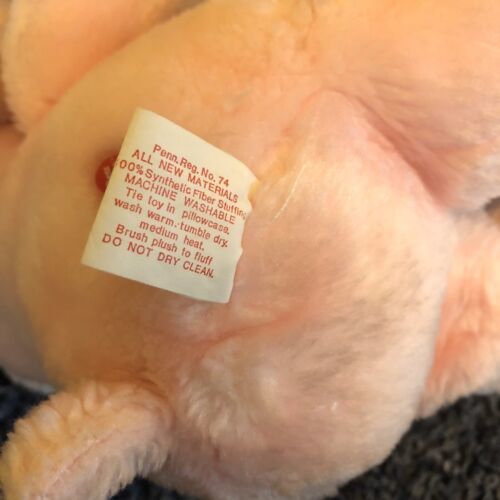 Penn. Reg. No. 74
ALL NEW MATERIALS
00% Synthetic Fiber Stuffing
MACHINE WASHABLE
Tie toy in pillowcase,
wash warm, tumble dry,
medium heat.
Brush plush to fluff
DO NOT DRY CLEAN.